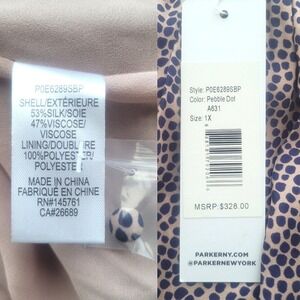 P0E6289SBP
SHELL/EXTÉRIEURE
53%SILK/SOIE
47%VISCOSE/
VISCOSE
LINING/DOUBLURE
100%POLYESTER/
POLYESTER
MADE IN CHINA
FABRIQUÉ EN CHINE
RN#145761
CA#26689
Style: P0E6289SBP
Color: Pebble Dot
A631
Size: 1X
MSRP:$328.00
PARKERNY.COM
@PARKERNEWYORK